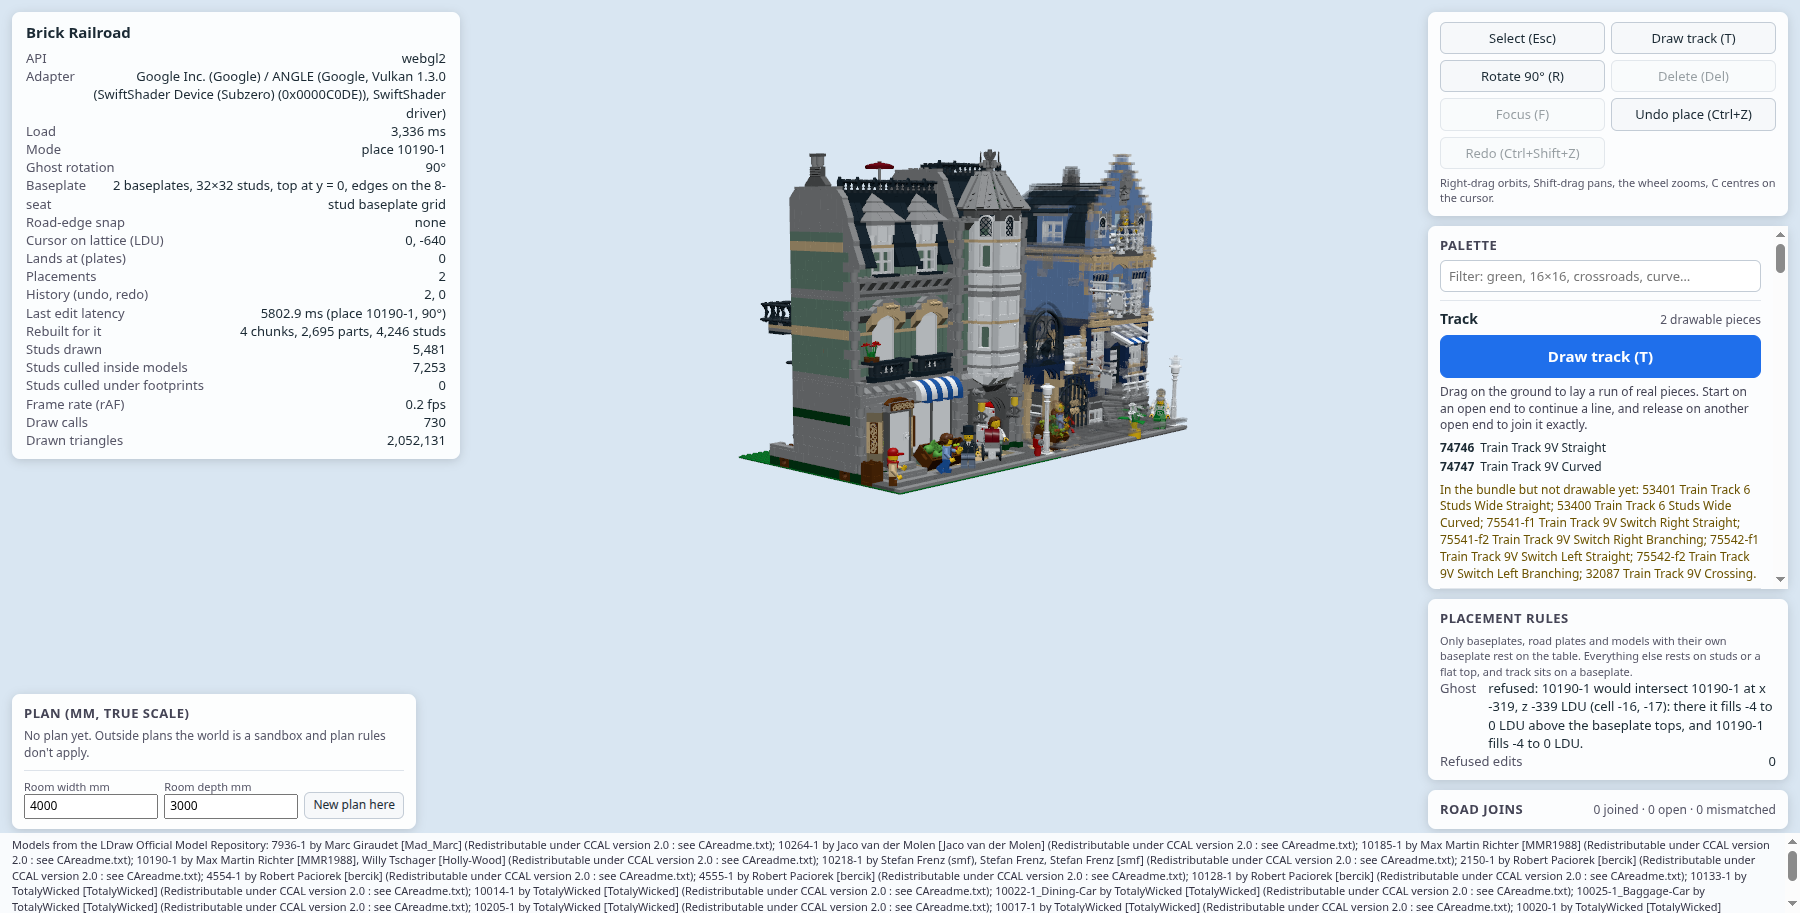 Brick Railroad
API webgl2
Adapter Google Inc. (Google) / ANGLE (Google, Vulkan 1.3.0
(SwiftShader Device (Subzero) (0x0000C0DE)), SwiftShader
driver)
Load 3,336 ms
Mode place 10190-1
Ghost rotation 90°
Baseplate 2 baseplates, 32×32 studs, top at y = 0, edges on the 8-
seat stud baseplate grid
Road-edge snap none
Cursor on lattice (LDU) 0, -640
Lands at (plates) 0
Placements 2
History (undo, redo) 2, 0
Last edit latency 5802.9 ms (place 10190-1, 90°)
Rebuilt for it 4 chunks, 2,695 parts, 4,246 studs
Studs drawn 5,481
Studs culled inside models 7,253
Studs culled under footprints 0
Frame rate (rAF) 0.2 fps
Draw calls 730
Drawn triangles 2,052,131
Select (Esc) Draw track (T)
Rotate 90° (R) Delete (Del)
Focus (F) Undo place (Ctrl+Z)
Redo (Ctrl+Shift+Z)
Right-drag orbits, Shift-drag pans, the wheel zooms, C centres on
the cursor.
PALETTE
Filter: green, 16×16, crossroads, curve...
Track 2 drawable pieces
Draw track (T)
Drag on the ground to lay a run of real pieces. Start on
an open end to continue a line, and release on another
open end to join it exactly.
74746 Train Track 9V Straight
74747 Train Track 9V Curved
In the bundle but not drawable yet: 53401 Train Track 6
Studs Wide Straight; 53400 Train Track 6 Studs Wide
Curved; 75541-f1 Train Track 9V Switch Right Straight;
75541-f2 Train Track 9V Switch Right Branching; 75542-f1
Train Track 9V Switch Left Straight; 75542-f2 Train Track
9V Switch Left Branching; 32087 Train Track 9V Crossing.
PLACEMENT RULES
Only baseplates, road plates and models with their own
baseplate rest on the table. Everything else rests on studs or a
flat top, and track sits on a baseplate.
Ghost refused: 10190-1 would intersect 10190-1 at x
-319, z -339 LDU (cell -16, -17): there it fills -4 to
0 LDU above the baseplate tops, and 10190-1
fills -4 to 0 LDU.
Refused edits 0
ROAD JOINS 0 joined · 0 open · 0 mismatched
PLAN (MM, TRUE SCALE)
No plan yet. Outside plans the world is a sandbox and plan rules
don't apply.
Room width mm Room depth mm
4000 3000 New plan here
Models from the LDraw Official Model Repository: 7936-1 by Marc Giraudet [Mad_Marc] (Redistributable under CCAL version 2.0 : see CAreadme.txt); 10264-1 by Jaco van der Molen [Jaco van der Molen] (Redistributable under CCAL version 2.0 : see CAreadme.txt); 10185-1 by Max Martin Richter [MMR1988] (Redistributable under CCAL version
2.0 : see CAreadme.txt); 10190-1 by Max Martin Richter [MMR1988], Willy Tschager [Holly-Wood] (Redistributable under CCAL version 2.0 : see CAreadme.txt); 10218-1 by Stefan Frenz (smf), Stefan Frenz, Stefan Frenz [smf] (Redistributable under CCAL version 2.0 : see CAreadme.txt); 2150-1 by Robert Paciorek [bercik] (Redistributable under
CCAL version 2.0 : see CAreadme.txt); 4554-1 by Robert Paciorek [bercik] (Redistributable under CCAL version 2.0 : see CAreadme.txt); 4555-1 by Robert Paciorek [bercik] (Redistributable under CCAL version 2.0 : see CAreadme.txt); 10128-1 by Robert Paciorek [bercik] (Redistributable under CCAL version 2.0 : see CAreadme.txt); 10133-1 by
TotalyWicked [TotalyWicked] (Redistributable under CCAL version 2.0 : see CAreadme.txt); 10014-1 by TotalyWicked [TotalyWicked] (Redistributable under CCAL version 2.0 : see CAreadme.txt); 10022-1_Dining-Car by TotalyWicked [TotalyWicked] (Redistributable under CCAL version 2.0 : see CAreadme.txt); 10025-1_Baggage-Car by
TotalyWicked [TotalyWicked] (Redistributable under CCAL version 2.0 : see CAreadme.txt); 10205-1 by TotalyWicked [TotalyWicked] (Redistributable under CCAL version 2.0 : see CAreadme.txt); 10017-1 by TotalyWicked [TotalyWicked] (Redistributable under CCAL version 2.0 : see CAreadme.txt); 10020-1 by TotalyWicked [TotalyWicked]